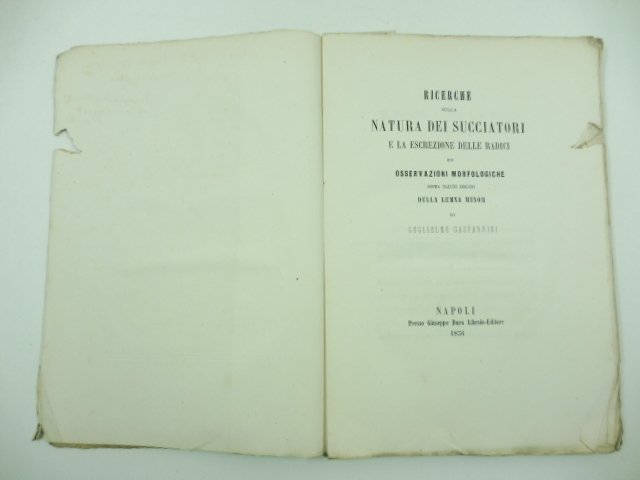 RICERCHE
SULLA
NATURA DEI SUCCIATORI
E LA ESCREZIONE DELLE RADICI
ED
OSSERVAZIONI MORFOLOGICHE
SOPRA TALUNI ORGANI
DELLA LEMNA MINOR
DI
GUGLIELMO GASPARRINI
NAPOLI
Presso Giuseppe Dura Libraio-Editore
1856